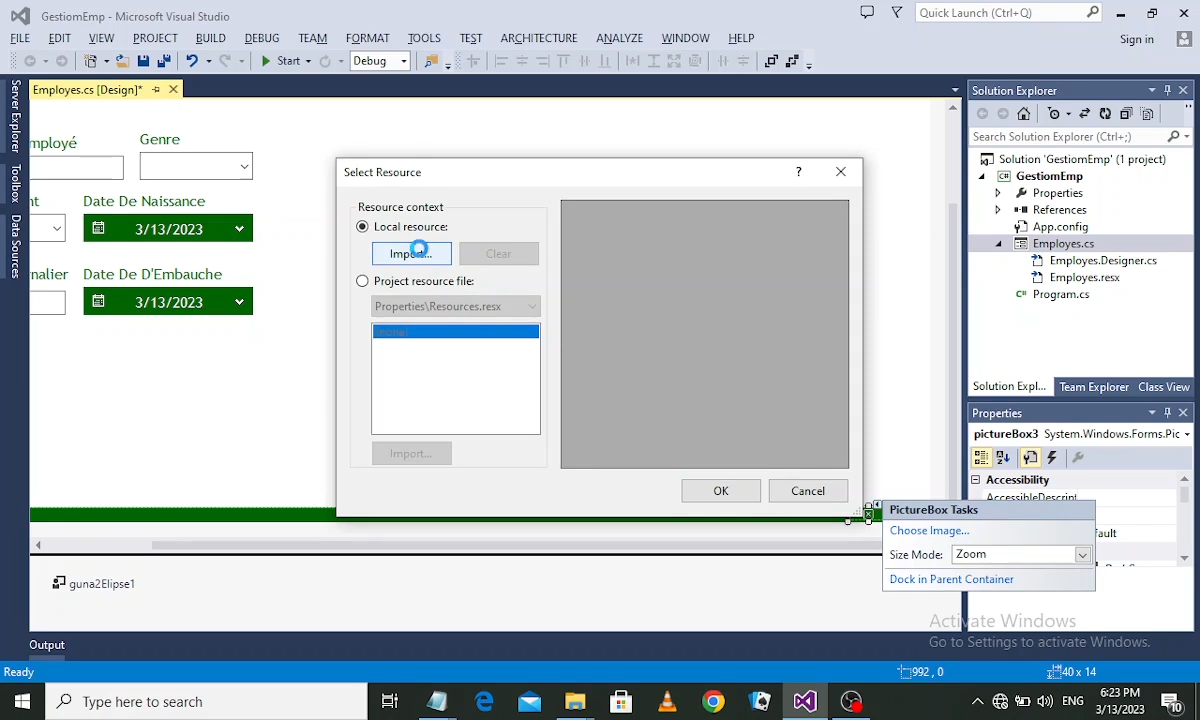 GestiomEmp - Microsoft Visual Studio
Quick Launch (Ctrl+Q)
FILE EDIT VIEW PROJECT BUILD DEBUG TEAM FORMAT TOOLS TEST ARCHITECTURE ANALYZE WINDOW HELP
Sign in
Start
Debug
Server Explorer
Toolbox
Data Sources
Employes.cs [Design]*
mployé
Genre
nt
Date De Naissance
3/13/2023
nalier
Date De D'Embauche
3/13/2023
Select Resource
?
Resource context
Local resource:
Import...
Clear
Project resource file:
Properties\Resources.resx
Import...
OK
Cancel
Solution Explorer
Search Solution Explorer (Ctrl+;)
Solution 'GestiomEmp' (1 project)
GestiomEmp
Properties
References
App.config
Employes.cs
Employes.Designer.cs
Employes.resx
Program.cs
Solution Expl...
Team Explorer
Class View
Properties
pictureBox3 System.Windows.Forms.Pic
Accessibility
AccessibleDescript
fault
PictureBox Tasks
Choose Image...
Size Mode: Zoom
Dock in Parent Container
guna2Elipse1
Activate Windows
Go to Settings to activate Windows.
Output
Ready
992 , 0
40 x 14
Type here to search
ENG
6:23 PM
3/13/2023
10